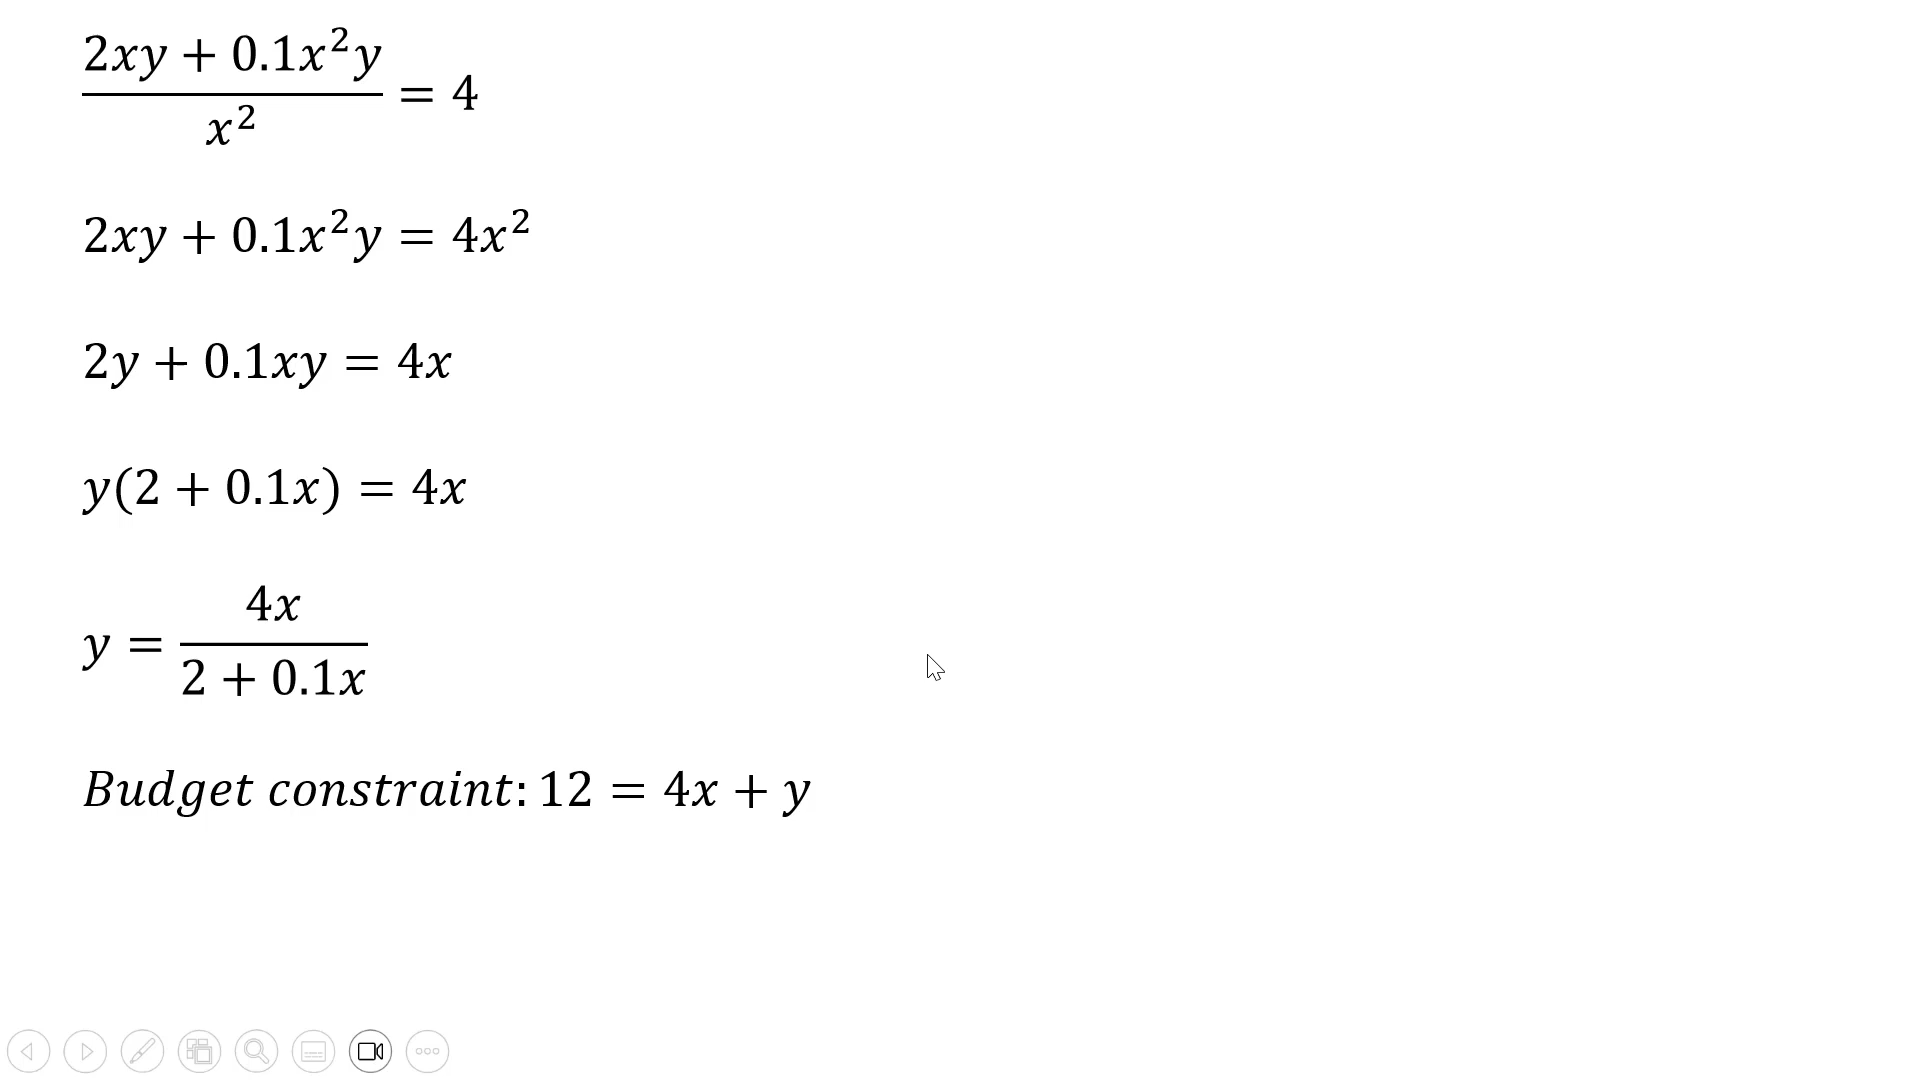 (2xy + 0.1x²y)/x² = 4
2xy + 0.1x²y = 4x²
2y + 0.1xy = 4x
y(2 + 0.1x) = 4x
y = 4x/(2 + 0.1x)
Budget constraint: 12 = 4x + y